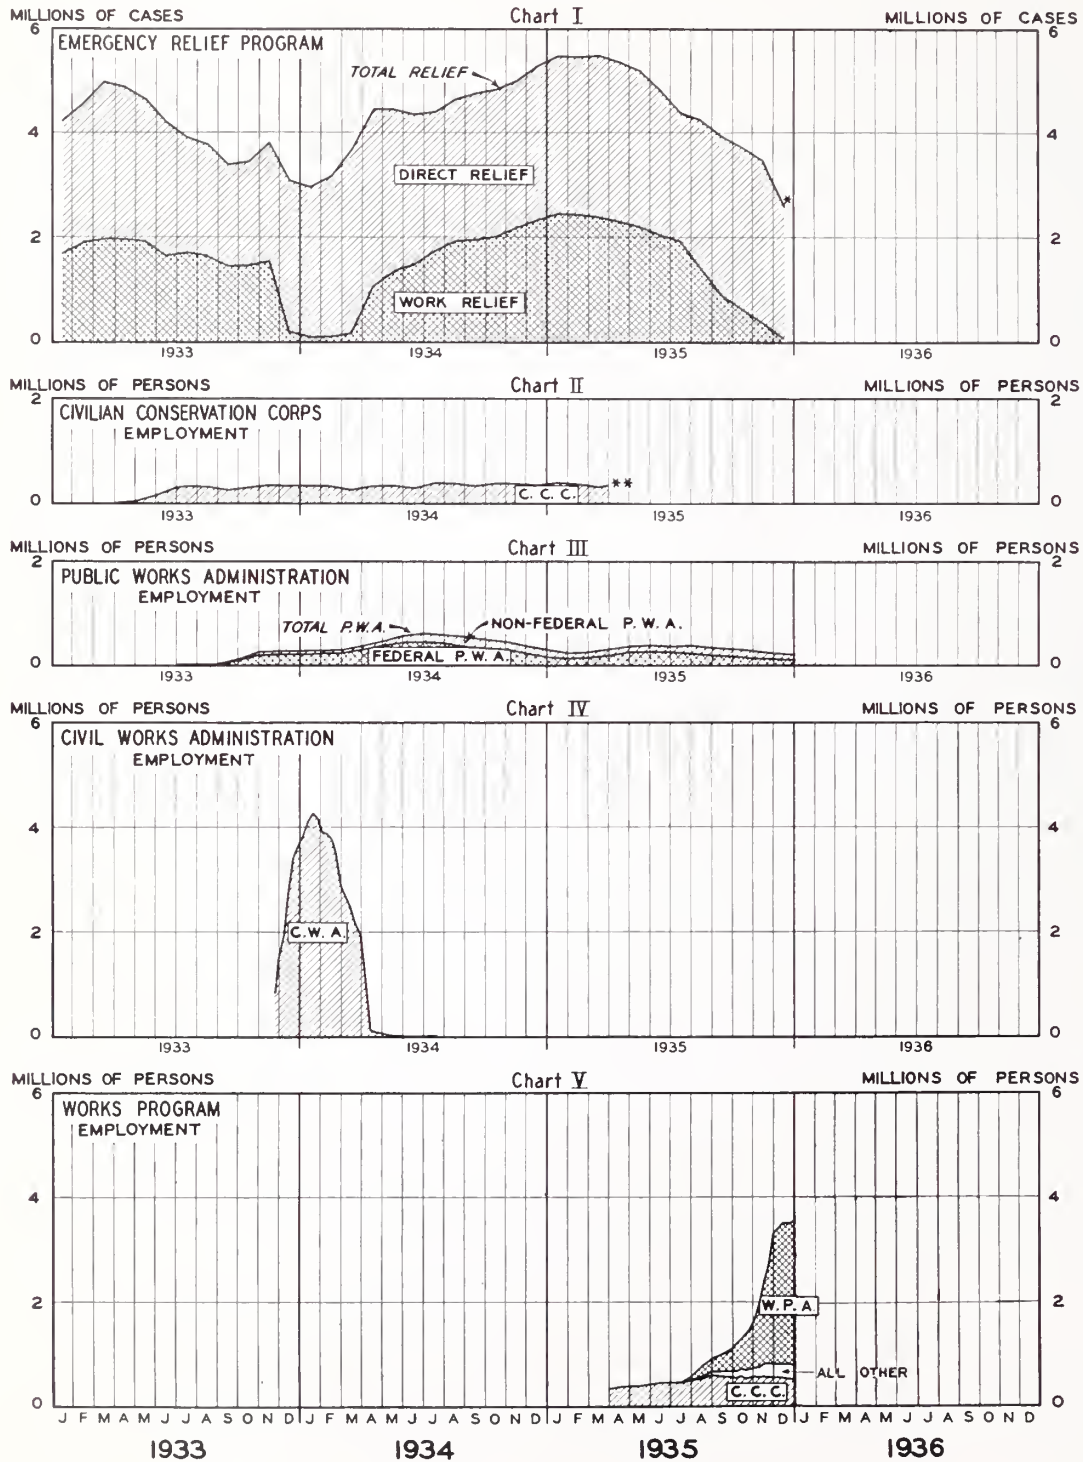 MILLIONS OF CASES Chart I MILLIONS OF CASES
6 6
EMERGENCY RELIEF PROGRAM
TOTAL RELIEF
4 4
DIRECT RELIEF
*
2 2
WORK RELIEF
0 0
1933 1934 1935 1936
MILLIONS OF PERSONS Chart II MILLIONS OF PERSONS
2 2
CIVILIAN CONSERVATION CORPS
EMPLOYMENT
**
C. C. C.
0 0
1933 1934 1935 1936
MILLIONS OF PERSONS Chart III MILLIONS OF PERSONS
2 2
PUBLIC WORKS ADMINISTRATION
EMPLOYMENT
TOTAL P.W.A. NON-FEDERAL P. W. A.
FEDERAL P.W.A.
0 0
1933 1934 1935 1936
MILLIONS OF PERSONS Chart IV MILLIONS OF PERSONS
6 6
CIVIL WORKS ADMINISTRATION
EMPLOYMENT
4 4
2 C.W.A. 2
0 0
1933 1934 1935 1936
MILLIONS OF PERSONS Chart V MILLIONS OF PERSONS
6 6
WORKS PROGRAM
EMPLOYMENT
4 4
2 W.P.A. 2
ALL OTHER
C.C.C.
0 0
J F M A M J J A S O N D J F M A M J J A S O N D J F M A M J J A S O N D J F M A M J J A S O N D
1933 1934 1935 1936